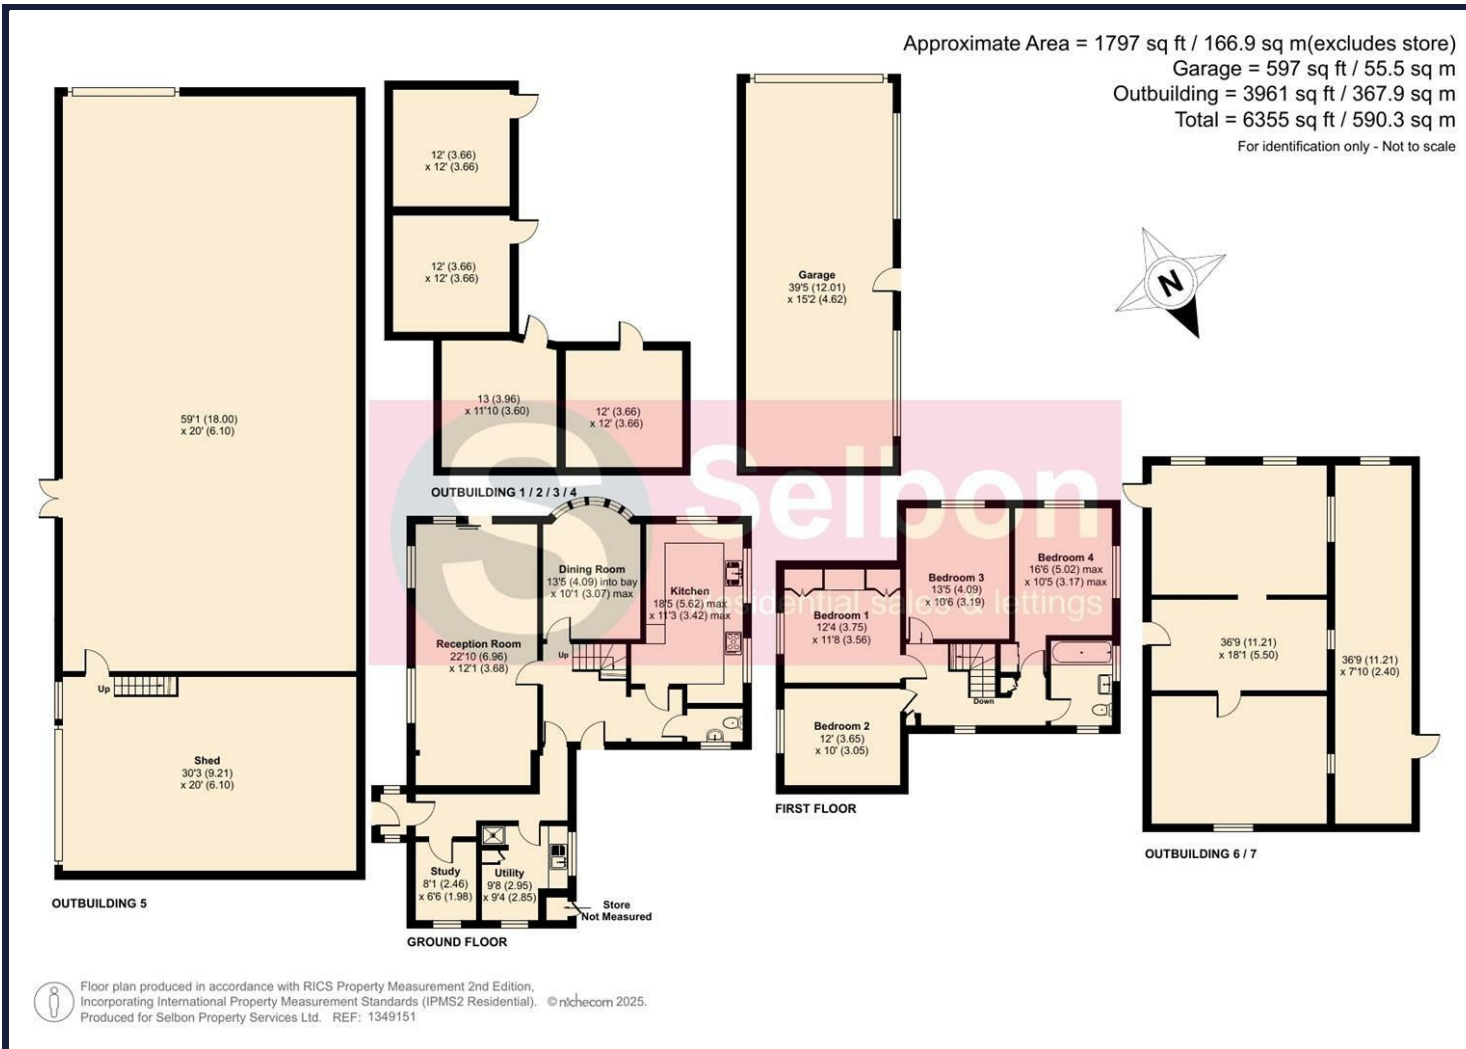 Approximate Area = 1797 sq ft / 166.9 sq m(excludes store)
Garage = 597 sq ft / 55.5 sq m
Outbuilding = 3961 sq ft / 367.9 sq m
Total = 6355 sq ft / 590.3 sq m
For identification only - Not to scale
N
12' (3.66)
x 12' (3.66)
12' (3.66)
x 12' (3.66)
13 (3.96)
x 11'10 (3.60)
12' (3.66)
x 12' (3.66)
OUTBUILDING 1 / 2 / 3 / 4
Garage
39'5 (12.01)
x 15'2 (4.62)
59'1 (18.00)
x 20' (6.10)
Up
Shed
30'3 (9.21)
x 20' (6.10)
OUTBUILDING 5
S Selbon
residential sales & lettings
Dining Room
13'5 (4.09) into bay
x 10'1 (3.07) max
Kitchen
18'5 (5.62) max
x 11'3 (3.42) max
Reception Room
22'10 (6.96)
x 12'1 (3.68)
Up
Study
8'1 (2.46)
x 6'6 (1.98)
Utility
9'8 (2.95)
x 9'4 (2.85)
Store
Not Measured
GROUND FLOOR
Bedroom 1
12'4 (3.75)
x 11'8 (3.56)
Bedroom 3
13'5 (4.09)
x 10'6 (3.19)
Bedroom 4
16'6 (5.02) max
x 10'5 (3.17) max
Bedroom 2
12' (3.65)
x 10' (3.05)
Down
FIRST FLOOR
36'9 (11.21)
x 18'1 (5.50)
36'9 (11.21)
x 7'10 (2.40)
OUTBUILDING 6 / 7
Floor plan produced in accordance with RICS Property Measurement 2nd Edition,
Incorporating International Property Measurement Standards (IPMS2 Residential). © nichecom 2025.
Produced for Selbon Property Services Ltd. REF: 1349151